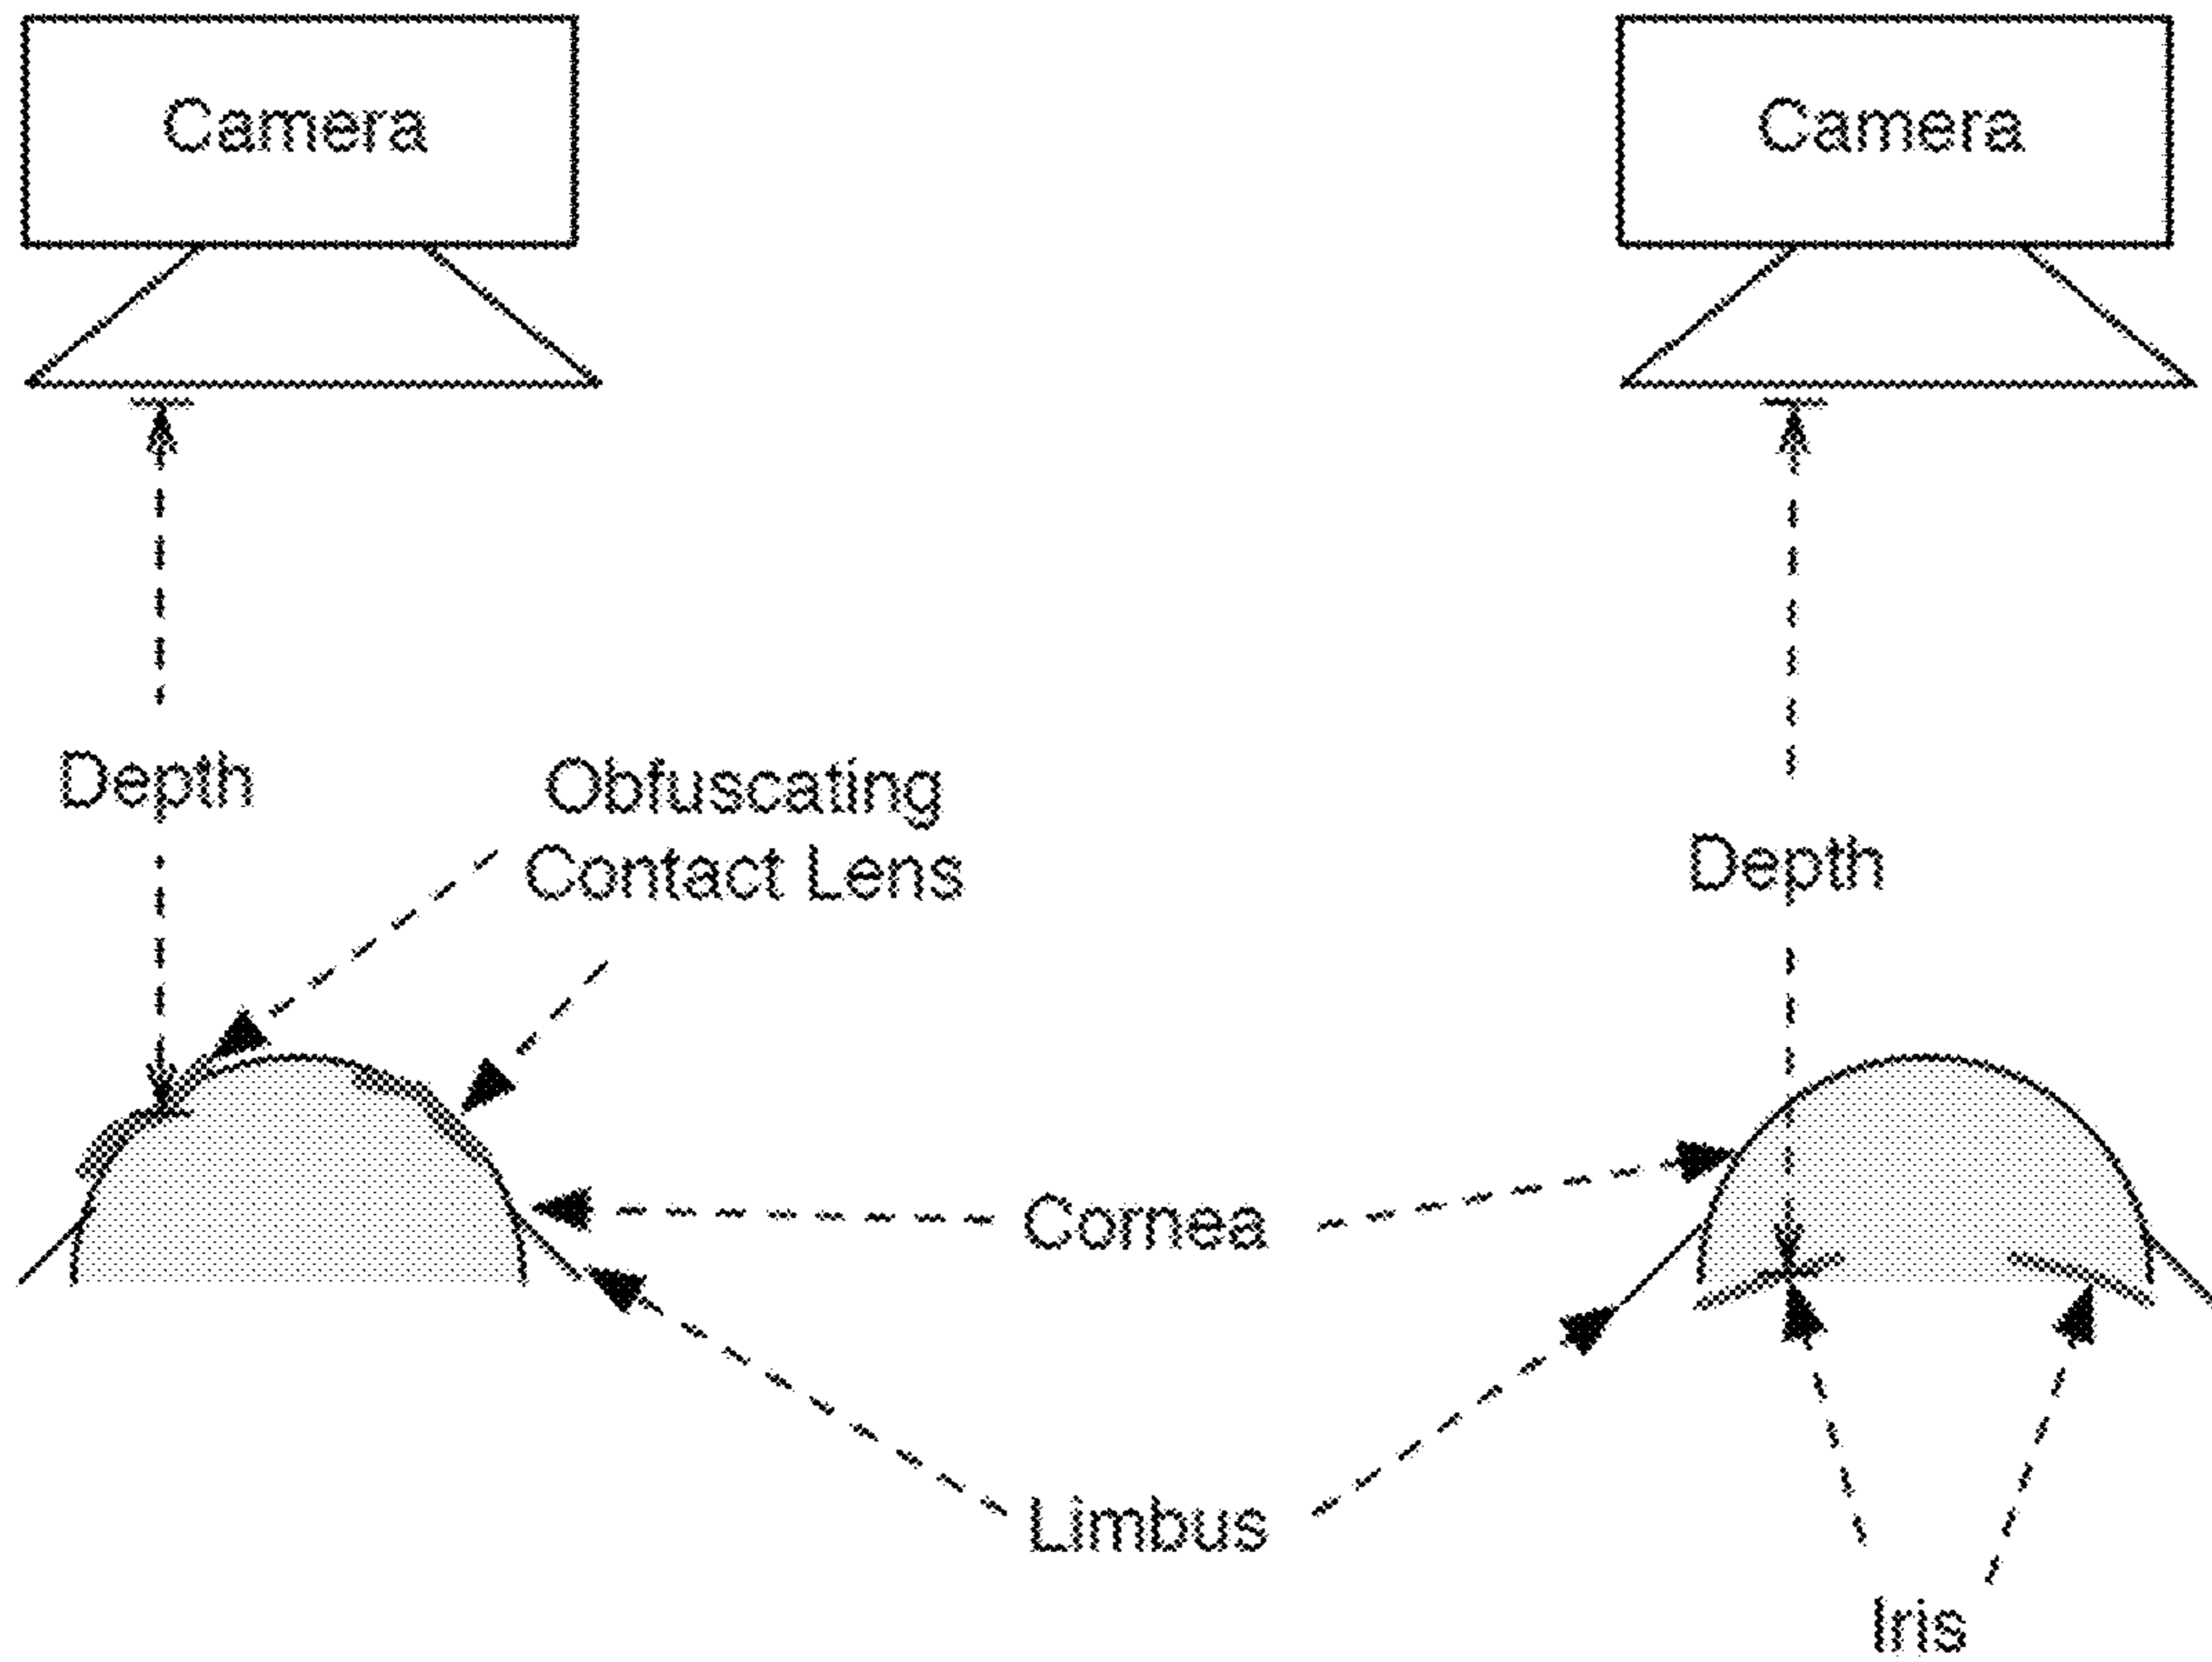 Camera
Camera
Depth
Obfuscating
Contact Lens
Depth
Cornea
Limbus
Iris